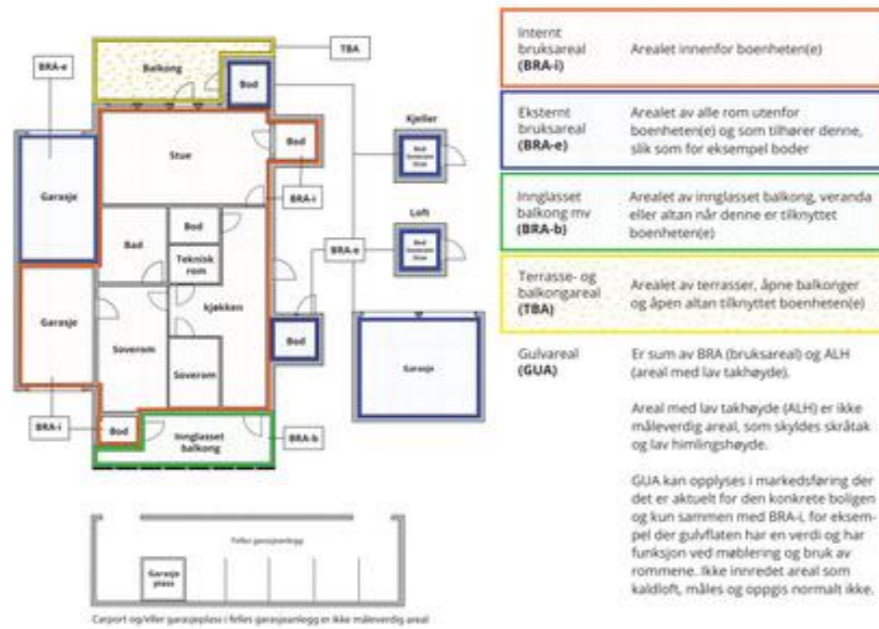 TBA
BRA-e
Balkong
Bod
Kjeller
Stue
Bod
Bod
Garasje
BRA-i
Loft
Bad
Bod
BRA-e
Bod
Teknisk
rom
kjøkken
Garasje
Bod
Soverom
Garasje
Soverom
BRA-i
Bod
Innglasset
balkong
BRA-b
Felles garasjeanlegg
Garasje
plass
Carport og/eller garasjeplass i felles garasjeanlegg er ikke måleverdig areal
Internt
bruksareal
(BRA-i)
Arealet innenfor boenheten(e)
Eksternt
bruksareal
(BRA-e)
Arealet av alle rom utenfor
boenheten(e) og som tilhører denne,
slik som for eksempel boder
Innglasset
balkong mv
(BRA-b)
Arealet av innglasset balkong, veranda
eller altan når denne er tilknyttet
boenheten(e)
Terrasse- og
balkongareal
(TBA)
Arealet av terrasser, åpne balkonger
og åpen altan tilknyttet boenheten(e)
Gulvareal
(GUA)
Er sum av BRA (bruksareal) og ALH
(areal med lav takhøyde).
Areal med lav takhøyde (ALH) er ikke
måleverdig areal, som skyldes skråtak
og lav himlingshøyde.
GUA kan opplyses i markedsføring der
det er aktuelt for den konkrete boligen
og kun sammen med BRA-i, for eksem-
pel der gulvflaten har en verdi og har
funksjon ved møblering og bruk av
rommene. Ikke innredet areal som
kaldloft, måles og oppgis normalt ikke.